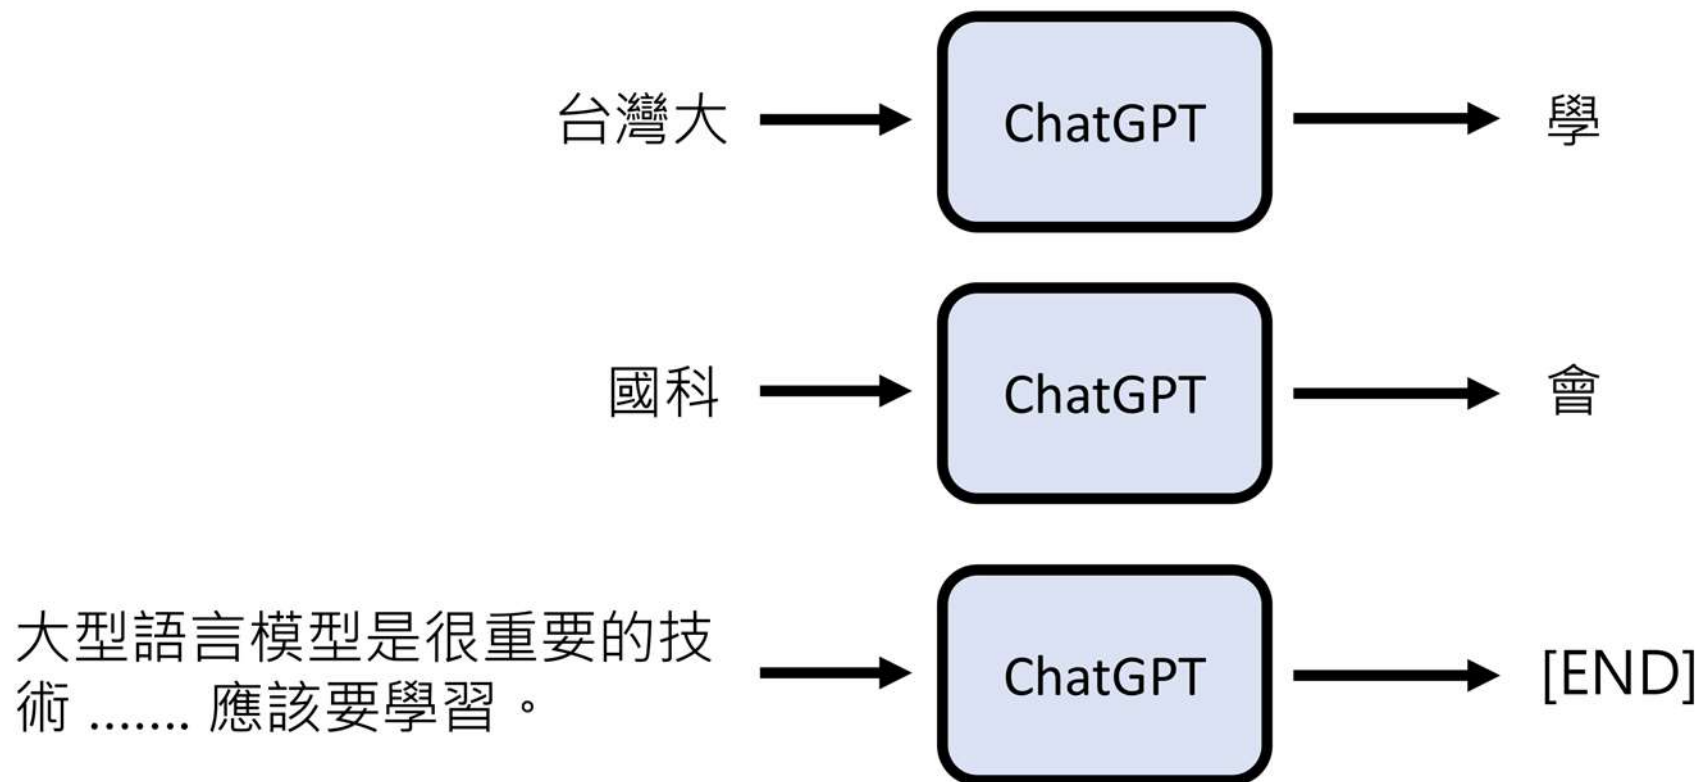 台灣大 ChatGPT 學
國科 ChatGPT 會
大型語言模型是很重要的技
術 ....... 應該要學習。
ChatGPT [END]